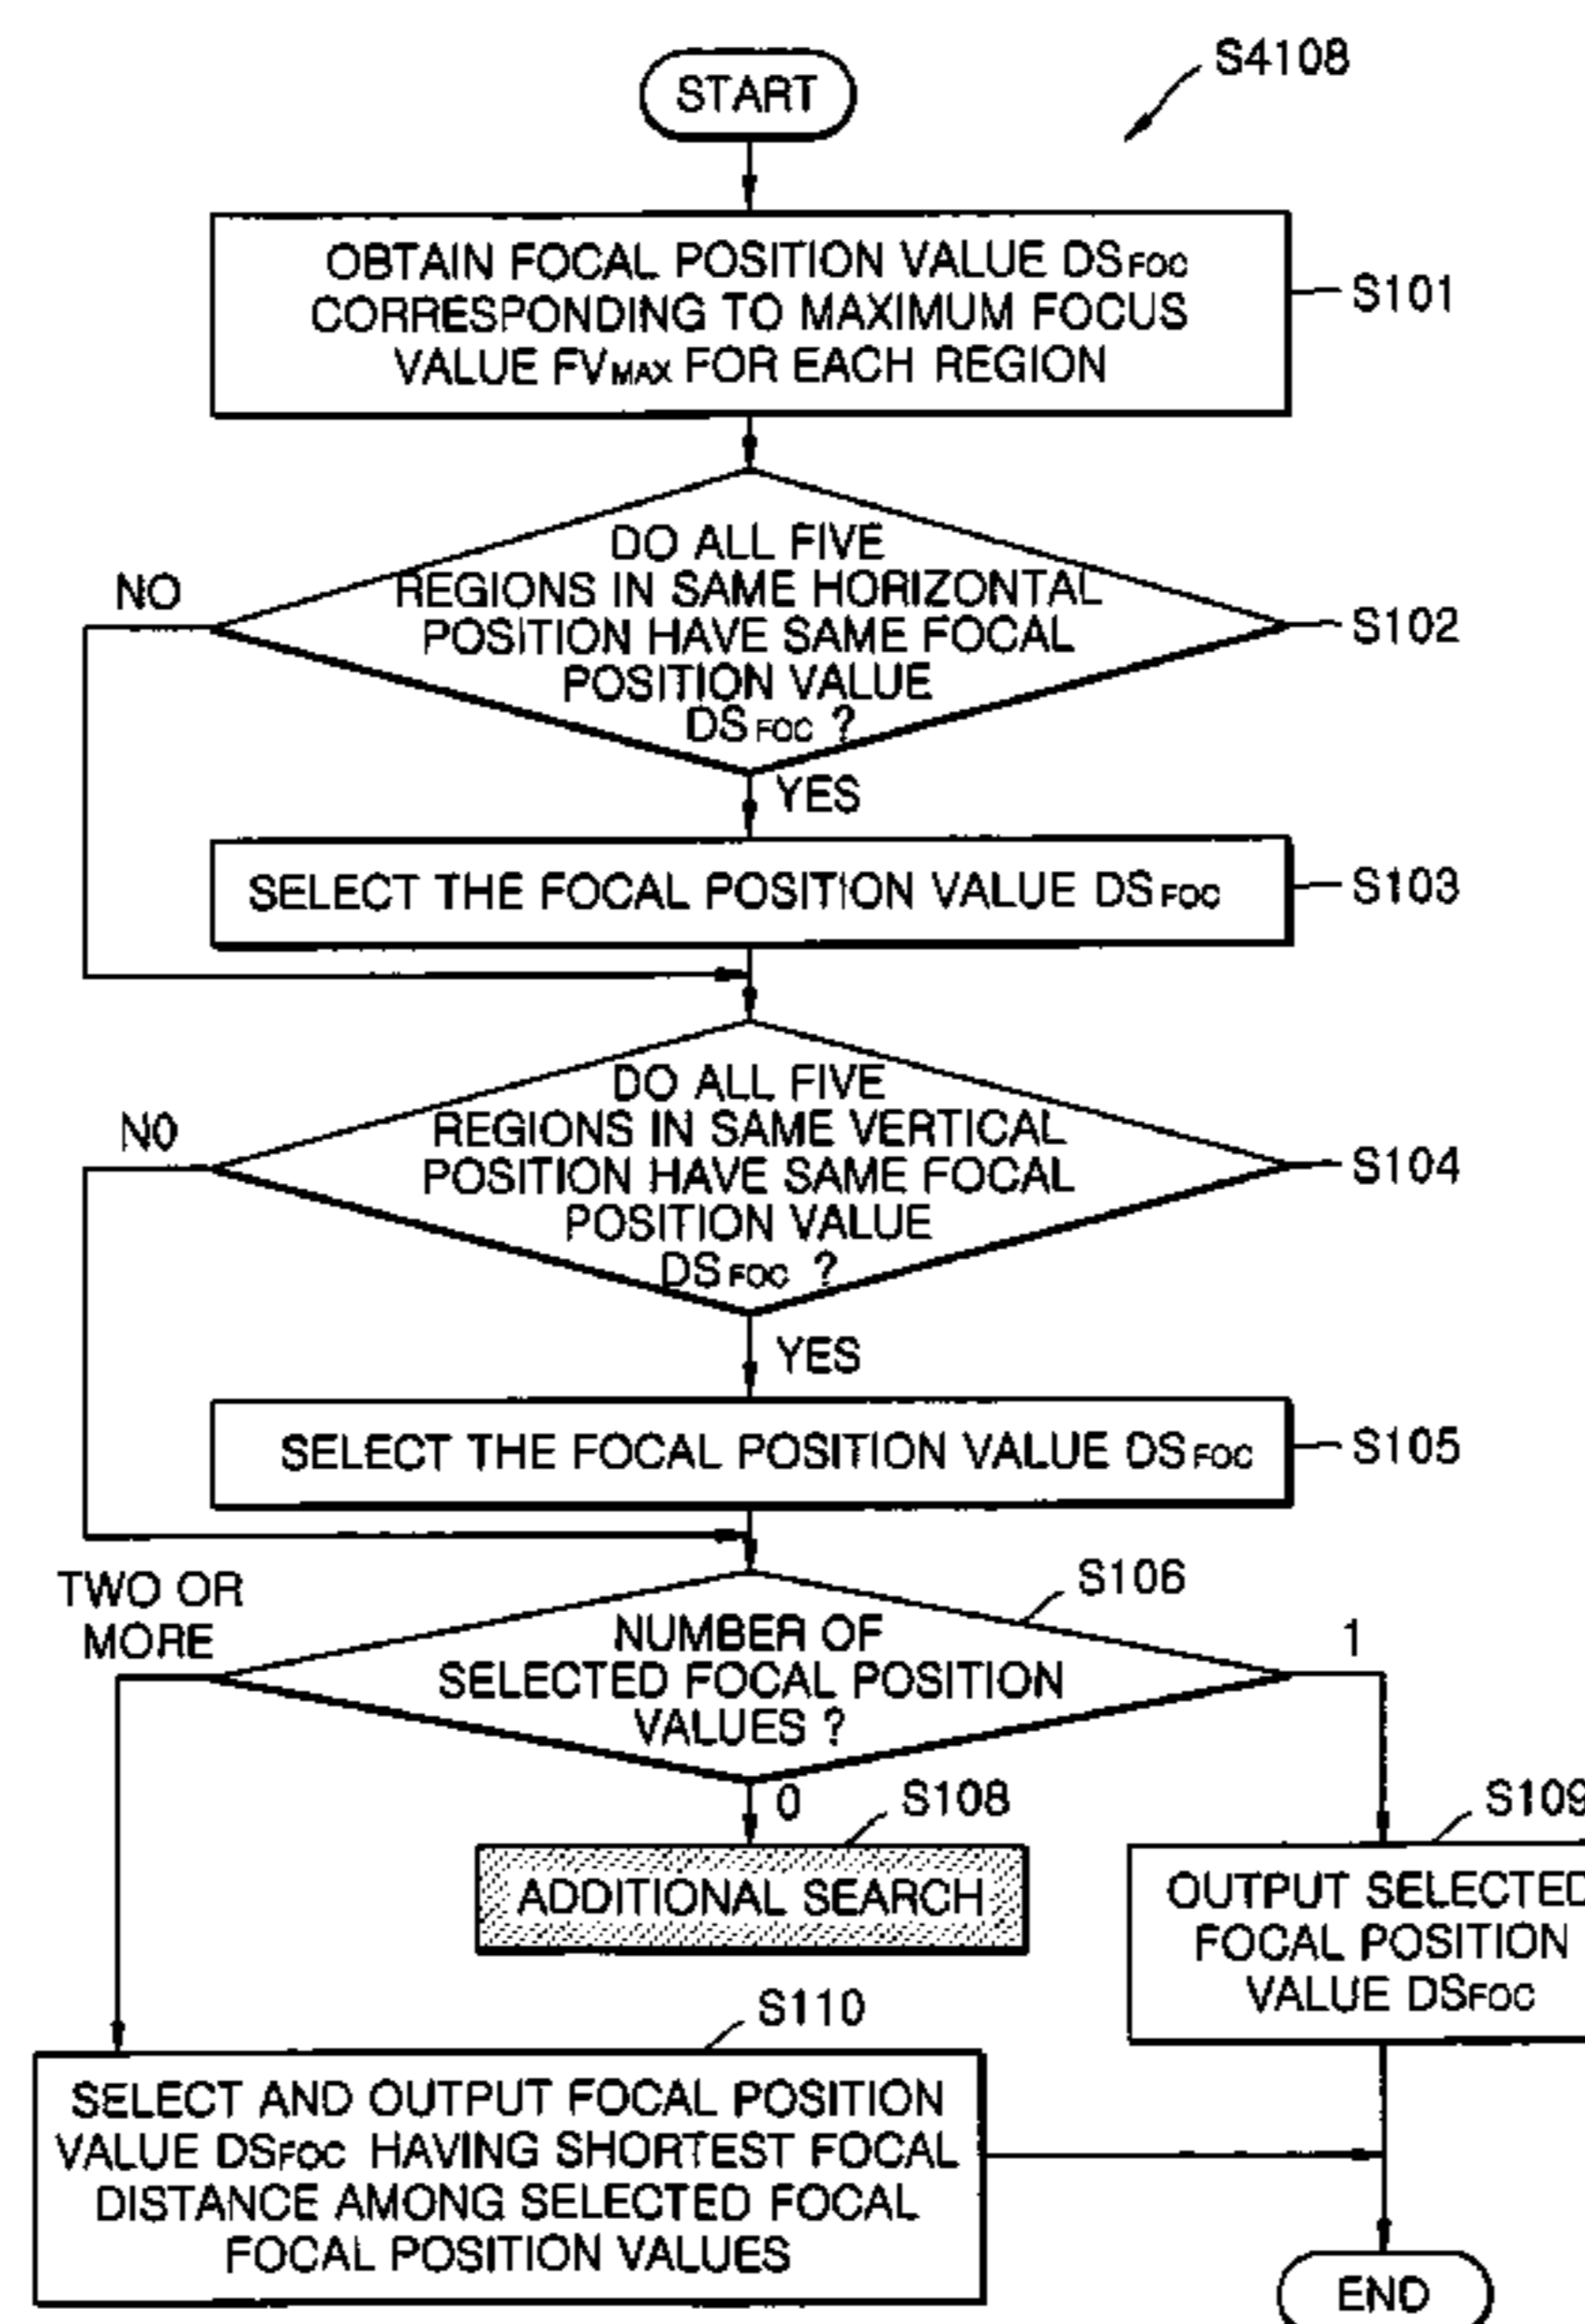 S4108
START
OBTAIN FOCAL POSITION VALUE DSFOC
CORRESPONDING TO MAXIMUM FOCUS
VALUE FVMAX FOR EACH REGION
S101
DO ALL FIVE
REGIONS IN SAME HORIZONTAL
POSITION HAVE SAME FOCAL
POSITION VALUE
DSFOC ?
NO
S102
YES
SELECT THE FOCAL POSITION VALUE DSFOC
S103
DO ALL FIVE
REGIONS IN SAME VERTICAL
POSITION HAVE SAME FOCAL
POSITION VALUE
DSFOC ?
NO
S104
YES
SELECT THE FOCAL POSITION VALUE DSFOC
S105
TWO OR
MORE
S106
NUMBER OF
SELECTED FOCAL POSITION
VALUES ?
1
0
S108
ADDITIONAL SEARCH
S109
OUTPUT SELECTED
FOCAL POSITION
VALUE DSFOC
S110
SELECT AND OUTPUT FOCAL POSITION
VALUE DSFOC HAVING SHORTEST FOCAL
DISTANCE AMONG SELECTED FOCAL
FOCAL POSITION VALUES
END